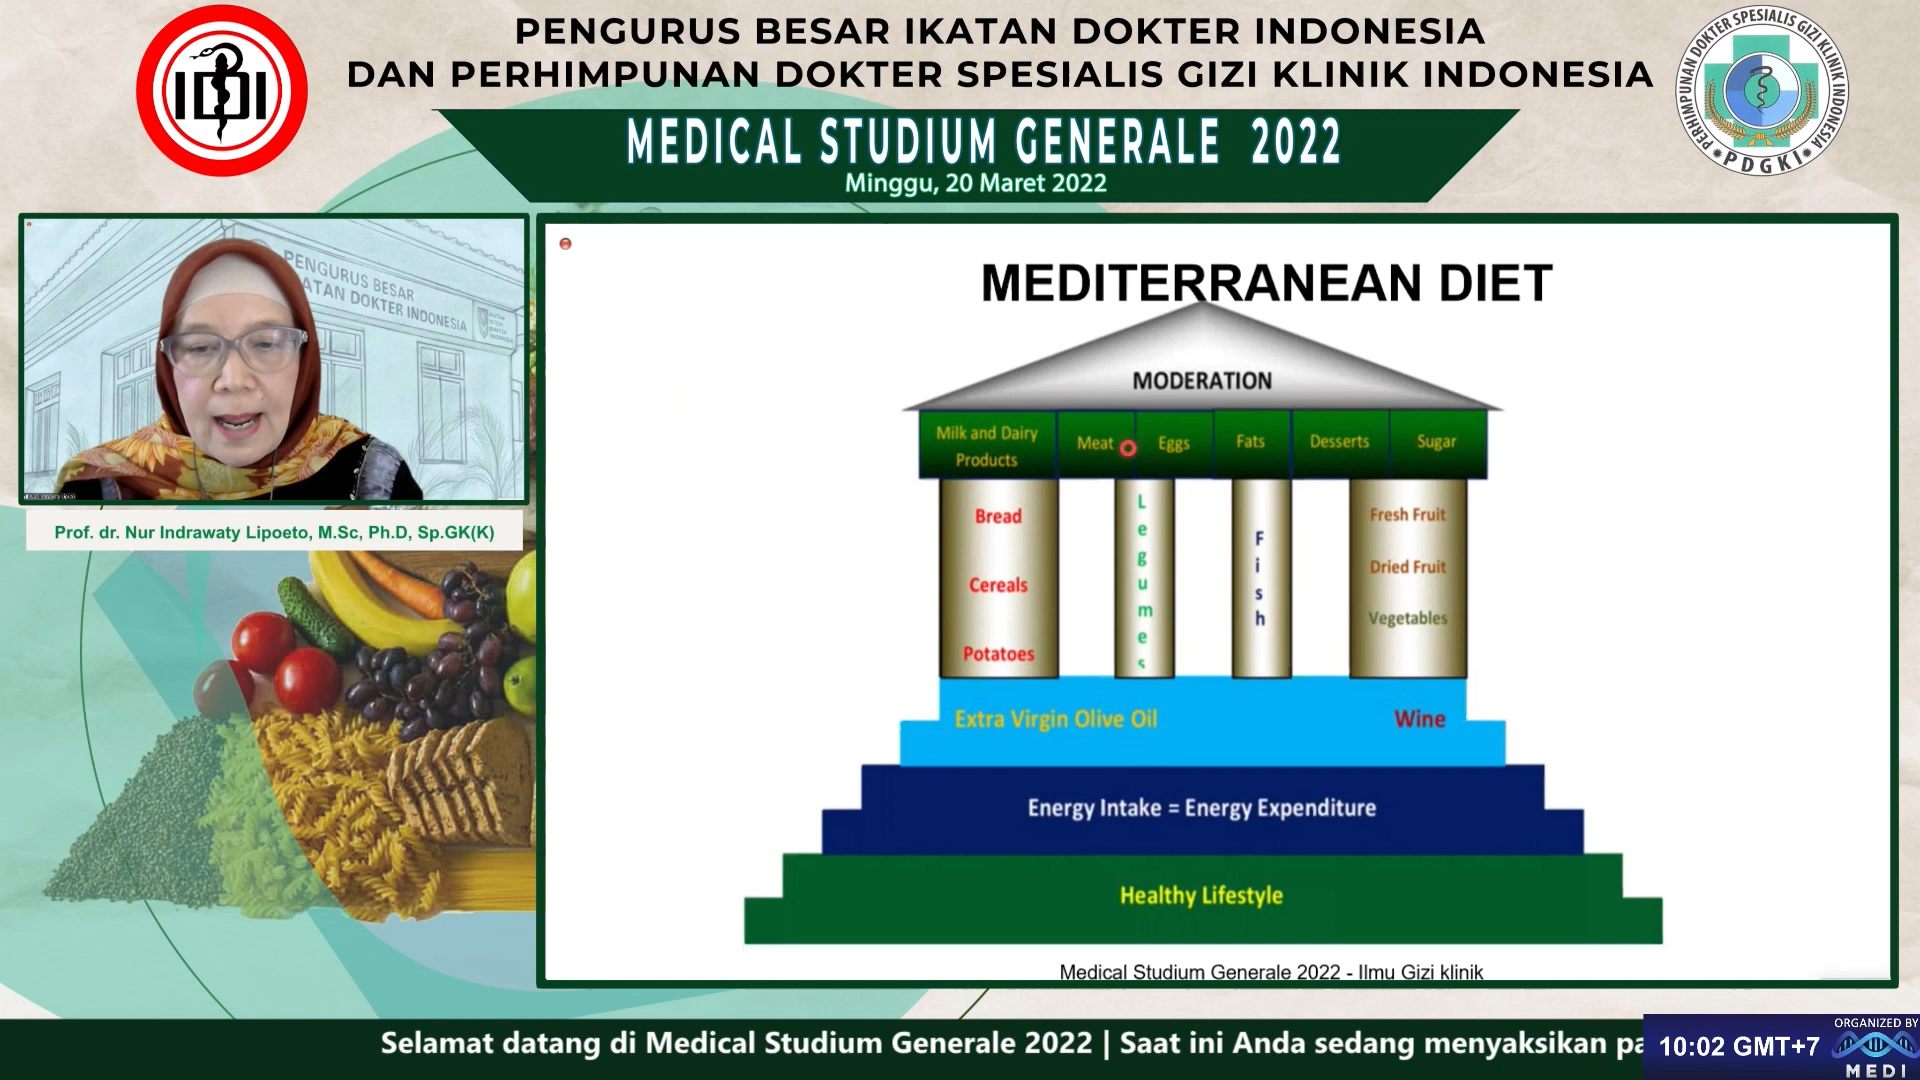 PENGURUS BESAR IKATAN DOKTER INDONESIA
DAN PERHIMPUNAN DOKTER SPESIALIS GIZI KLINIK INDONESIA
IDI
PERHIMPUNAN DOKTER SPESIALIS GIZI KLINIK INDONESIA
PDGKI
MEDICAL STUDIUM GENERALE 2022
Minggu, 20 Maret 2022
PENGURUS BESAR
IKATAN DOKTER INDONESIA
Prof. dr. Nur Indrawaty Lipoeto, M.Sc, Ph.D, Sp.GK(K)
MEDITERRANEAN DIET
MODERATION
Milk and Dairy
Products
Meat
Eggs
Fats
Desserts
Sugar
Bread
Cereals
Potatoes
Legumes
Fish
Fresh Fruit
Dried Fruit
Vegetables
Extra Virgin Olive Oil
Wine
Energy Intake = Energy Expenditure
Healthy Lifestyle
Medical Studium Generale 2022 - Ilmu Gizi klinik
Selamat datang di Medical Studium Generale 2022 | Saat ini Anda sedang menyaksikan pa
10:02 GMT+7
ORGANIZED BY
MEDI